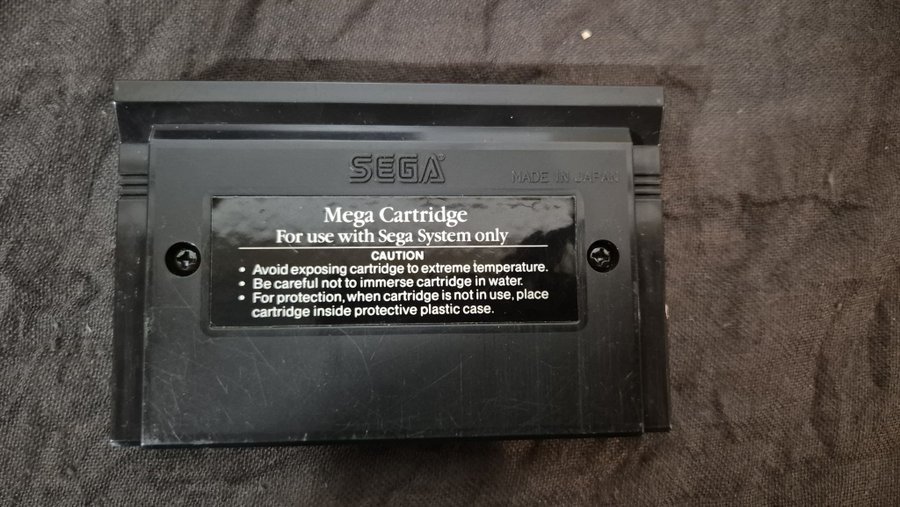 SEGA®
MADE IN JAPAN
Mega Cartridge
For use with Sega System only
CAUTION
• Avoid exposing cartridge to extreme temperature.
• Be careful not to immerse cartridge in water.
• For protection, when cartridge is not in use, place
cartridge inside protective plastic case.